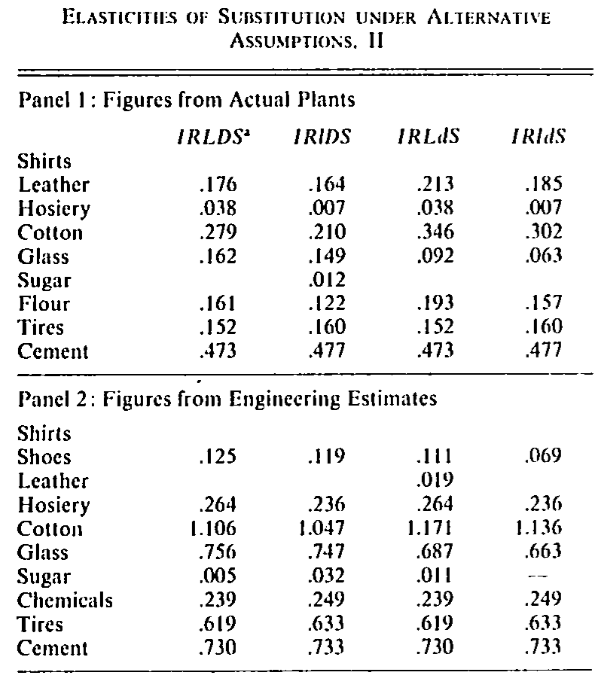 ELASTICITIES OF SUBSTITUTION UNDER ALTERNATIVE
ASSUMPTIONS, II
Panel 1: Figures from Actual Plants
IRLDSª IRlDS IRLdS IRldS
Shirts
Leather .176 .164 .213 .185
Hosiery .038 .007 .038 .007
Cotton .279 .210 .346 .302
Glass .162 .149 .092 .063
Sugar .012
Flour .161 .122 .193 .157
Tires .152 .160 .152 .160
Cement .473 .477 .473 .477
Panel 2: Figures from Engineering Estimates
Shirts
Shoes .125 .119 .111 .069
Leather .019
Hosiery .264 .236 .264 .236
Cotton 1.106 1.047 1.171 1.136
Glass .756 .747 .687 .663
Sugar .005 .032 .011 —
Chemicals .239 .249 .239 .249
Tires .619 .633 .619 .633
Cement .730 .733 .730 .733